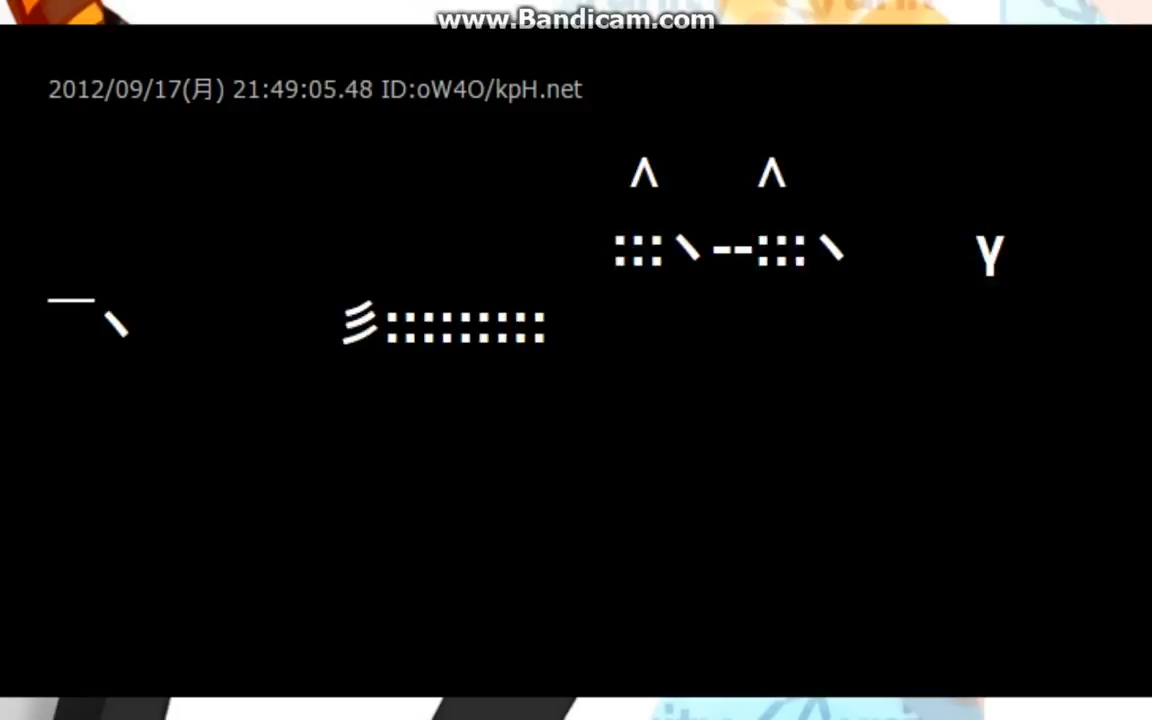 www.Bandicam.com
2012/09/17(月) 21:49:05.48 ID:oW4O/kpH.net
∧　　∧
:::ヽ--:::ヽ　　　γ
￣ヽ　　　　　彡:::::::::